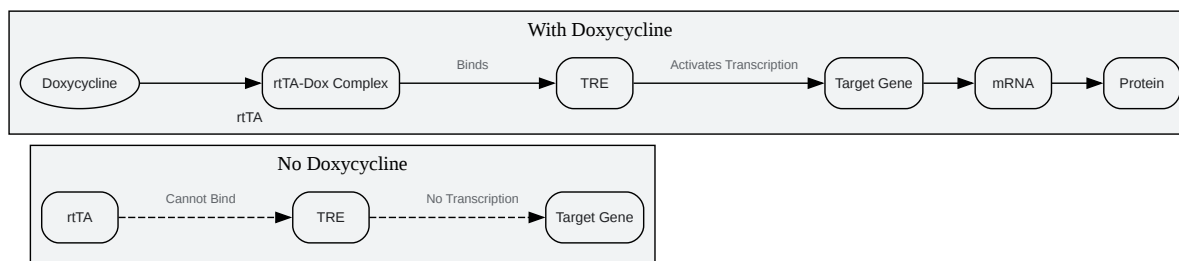 With Doxycycline
Binds
Activates Transcription
Doxycycline
rtTA-Dox Complex
TRE
Target Gene
mRNA
Protein
rtTA
No Doxycycline
Cannot Bind
No Transcription
rtTA
TRE
Target Gene